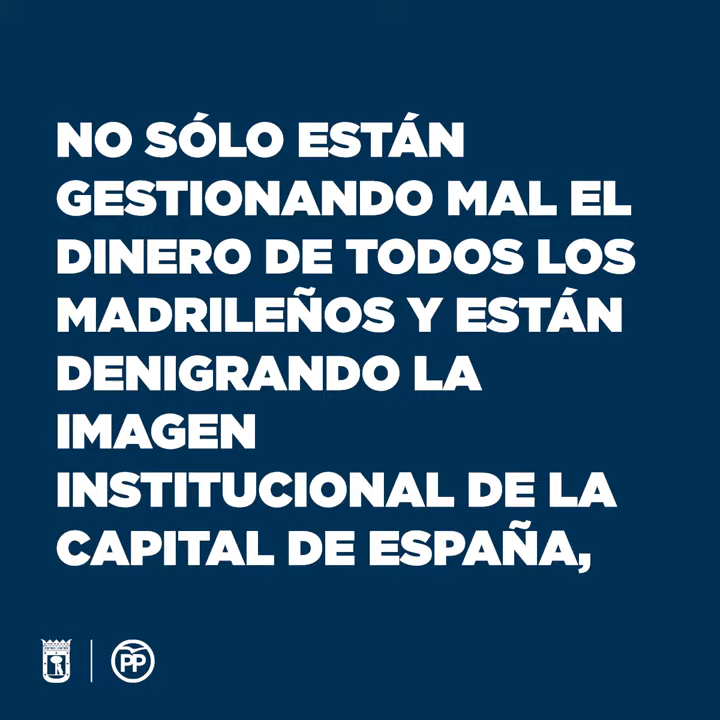 NO SÓLO ESTÁN
GESTIONANDO MAL EL
DINERO DE TODOS LOS
MADRILEÑOS Y ESTÁN
DENIGRANDO LA
IMAGEN
INSTITUCIONAL DE LA
CAPITAL DE ESPAÑA,
PP